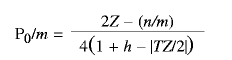 P₀/m = 2Z − (n/m) / 4(1 + h − |TZ/2|)